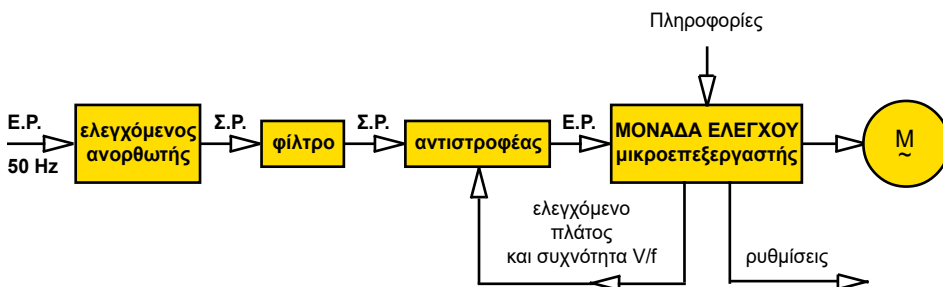 Πληροφορίες
Ε.Ρ.
50 Hz
ελεγχόμενος
ανορθωτής
Σ.Ρ.
φίλτρο
Σ.Ρ.
αντιστροφέας
Ε.Ρ.
ΜΟΝΑΔΑ ΕΛΕΓΧΟΥ
μικροεπεξεργαστής
Μ
~
ελεγχόμενο
πλάτος
και συχνότητα V/f
ρυθμίσεις